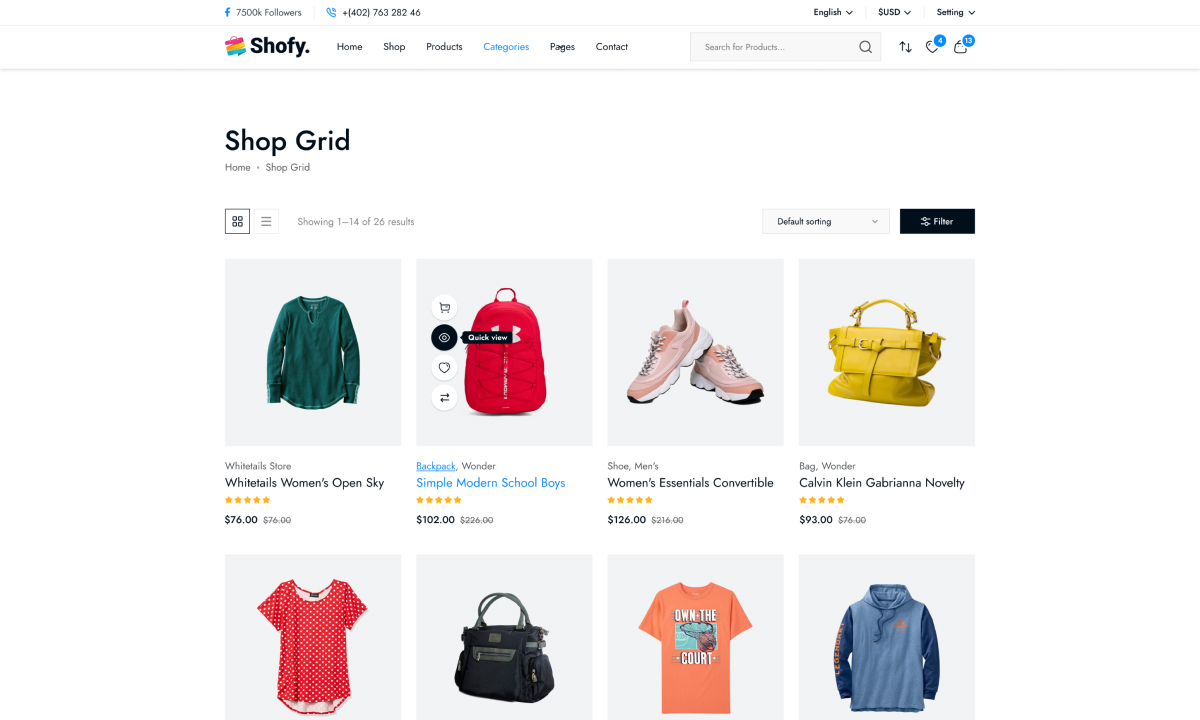 7500k Followers
+(402) 763 282 46
English
$USD
Setting
Shofy.
Home
Shop
Products
Categories
Pages
Contact
Search for Products...
4
13
Shop Grid
Home • Shop Grid
Showing 1–14 of 26 results
Default sorting
Filter
Quick view
Whitetails Store
Whitetails Women's Open Sky
$76.00 $76.00
Backpack, Wonder
Simple Modern School Boys
$102.00 $226.00
Shoe, Men's
Women's Essentials Convertible
$126.00 $216.00
Bag, Wonder
Calvin Klein Gabrianna Novelty
$93.00 $76.00
OWN THE
COURT
LEGENDARY